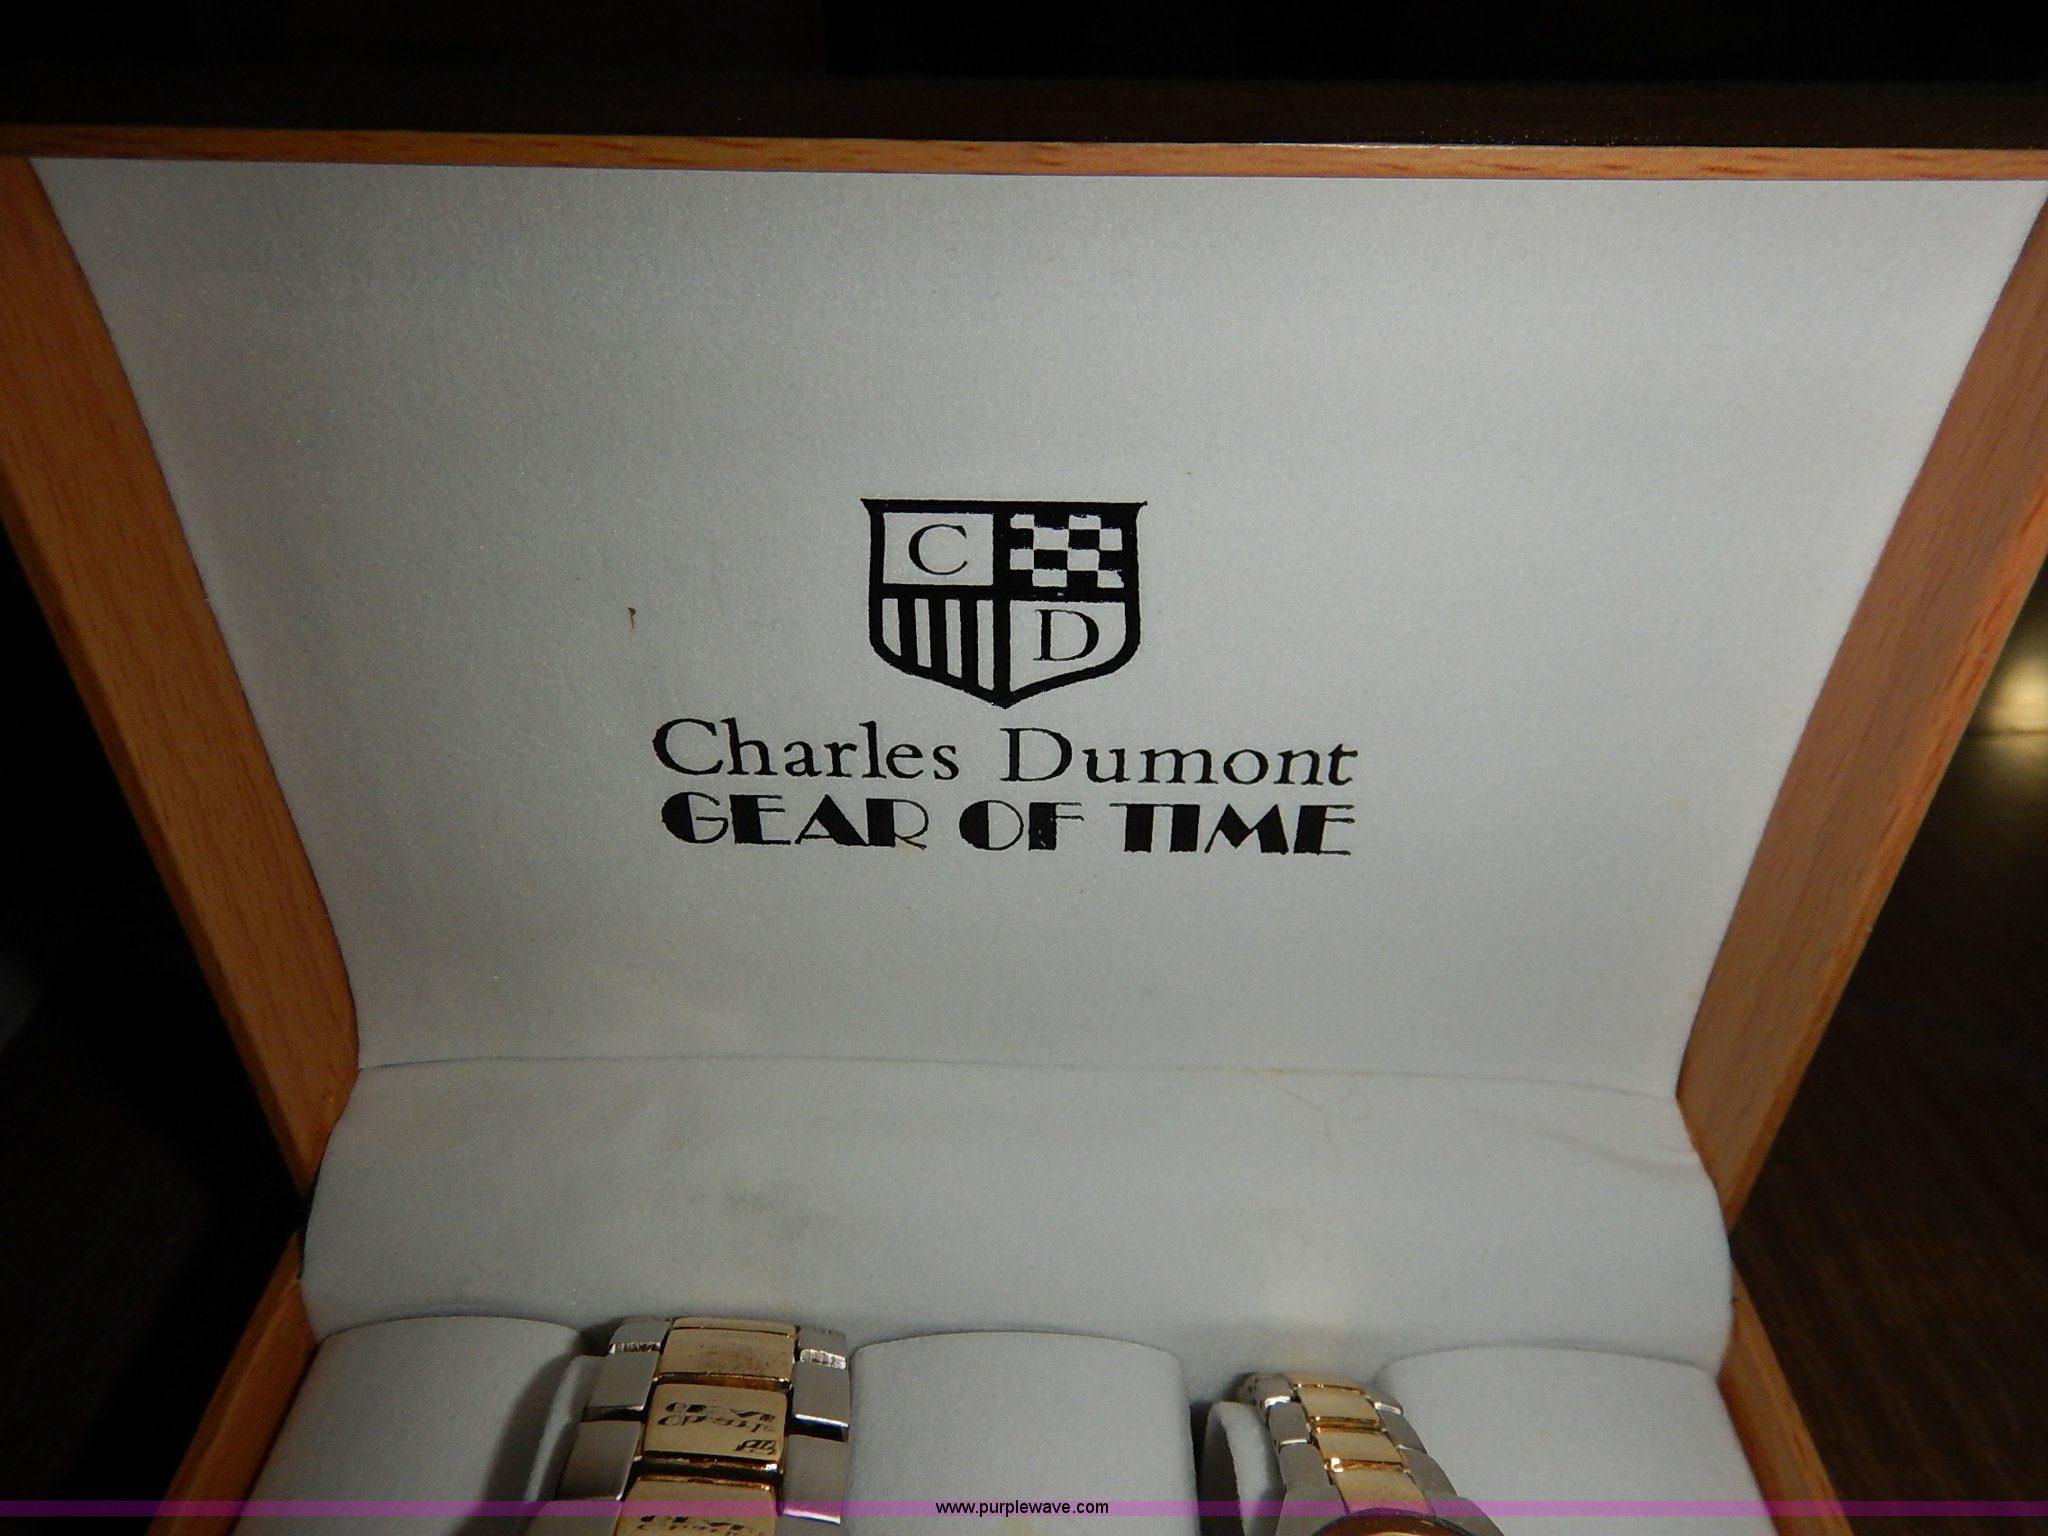 C
D
Charles Dumont
GEAR OF TIME
www.purplewave.com